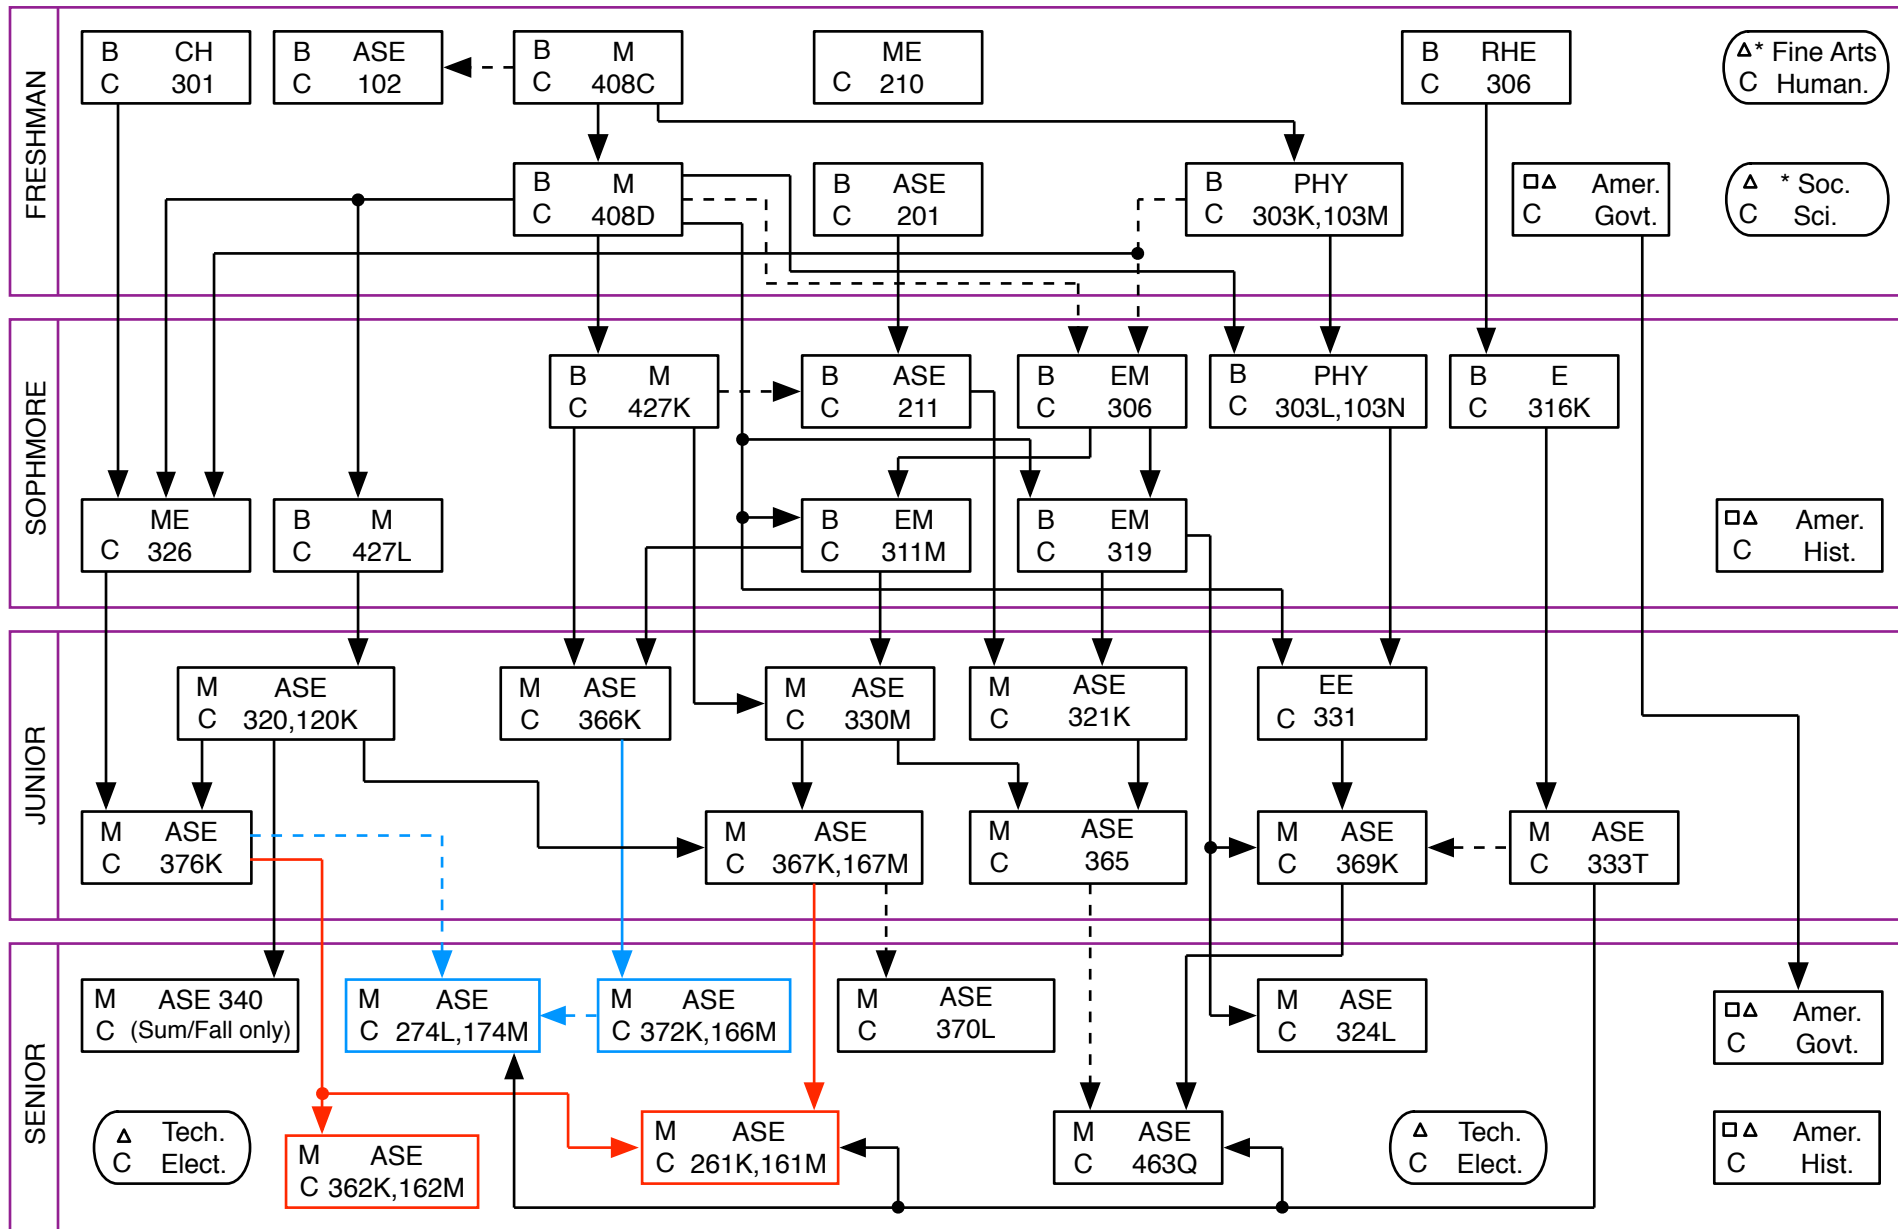 FRESHMAN
B CH
C 301
B ASE
C 102
B M
C 408C
ME
C 210
B RHE
C 306
Δ* Fine Arts
C Human.
B M
C 408D
B ASE
C 201
B PHY
C 303K,103M
□Δ Amer.
C Govt.
Δ * Soc.
C Sci.
SOPHMORE
B M
C 427K
B ASE
C 211
B EM
C 306
B PHY
C 303L,103N
B E
C 316K
ME
C 326
B M
C 427L
B EM
C 311M
B EM
C 319
□Δ Amer.
C Hist.
JUNIOR
M ASE
C 320,120K
M ASE
C 366K
M ASE
C 330M
M ASE
C 321K
EE
C 331
M ASE
C 376K
M ASE
C 367K,167M
M ASE
C 365
M ASE
C 369K
M ASE
C 333T
SENIOR
M ASE 340
C (Sum/Fall only)
M ASE
C 274L,174M
M ASE
C 372K,166M
M ASE
C 370L
M ASE
C 324L
□Δ Amer.
C Govt.
Δ Tech.
C Elect.
M ASE
C 362K,162M
M ASE
C 261K,161M
M ASE
C 463Q
Δ Tech.
C Elect.
□Δ Amer.
C Hist.